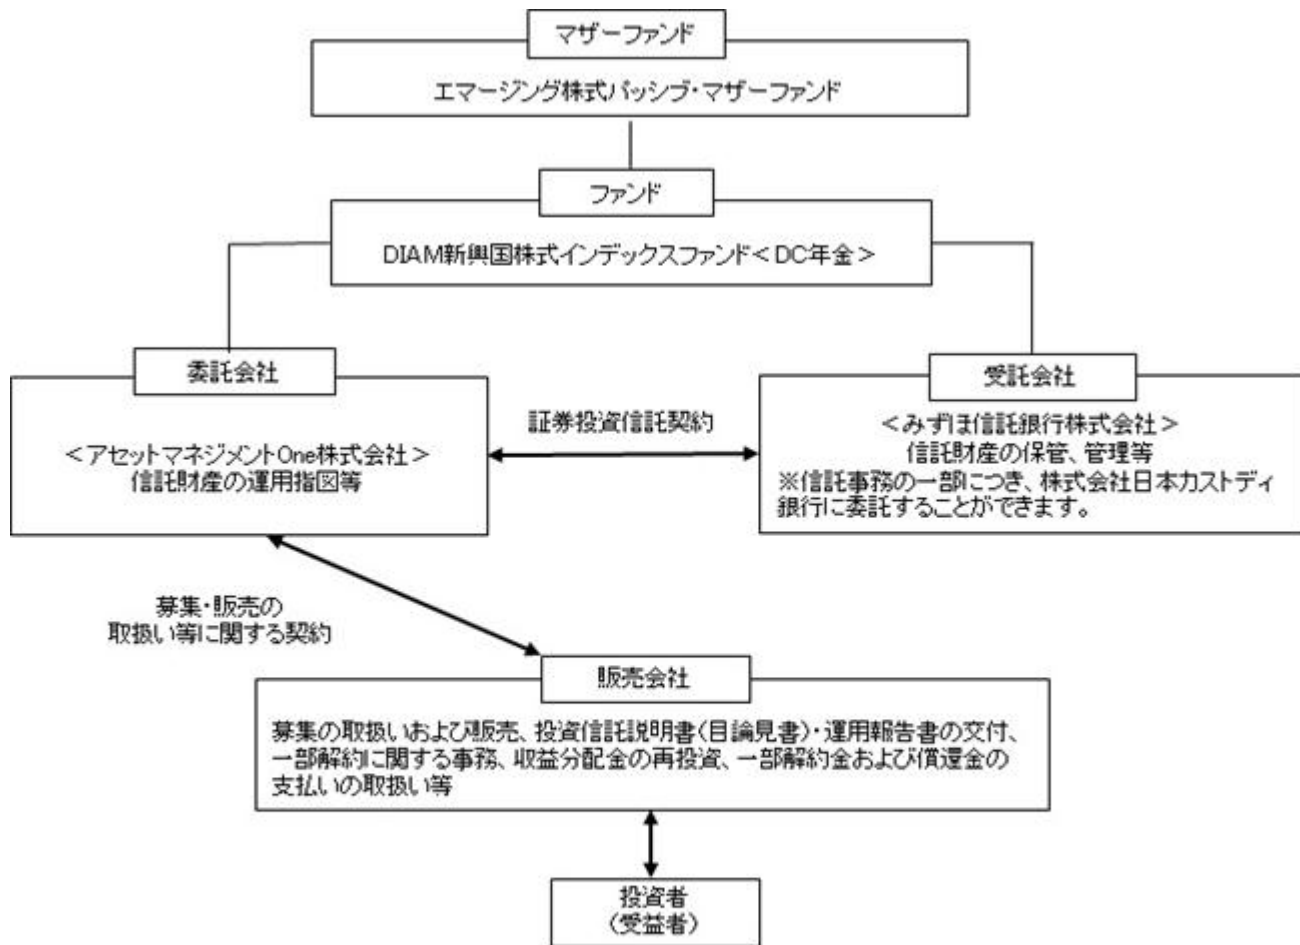 マザーファンド
エマージング株式パッシブ・マザーファンド
ファンド
DIAM新興国株式インデックスファンド＜DC年金＞
委託会社
＜アセットマネジメントOne株式会社＞
信託財産の運用指図等
証券投資信託契約
受託会社
＜みずほ信託銀行株式会社＞
信託財産の保管、管理等
※信託事務の一部につき、株式会社日本カストディ
銀行に委託することができます。
募集・販売の
取扱い等に関する契約
販売会社
募集の取扱いおよび販売、投資信託説明書（目論見書）・運用報告書の交付、
一部解約に関する事務、収益分配金の再投資、一部解約金および償還金の
支払いの取扱い等
投資者
（受益者）